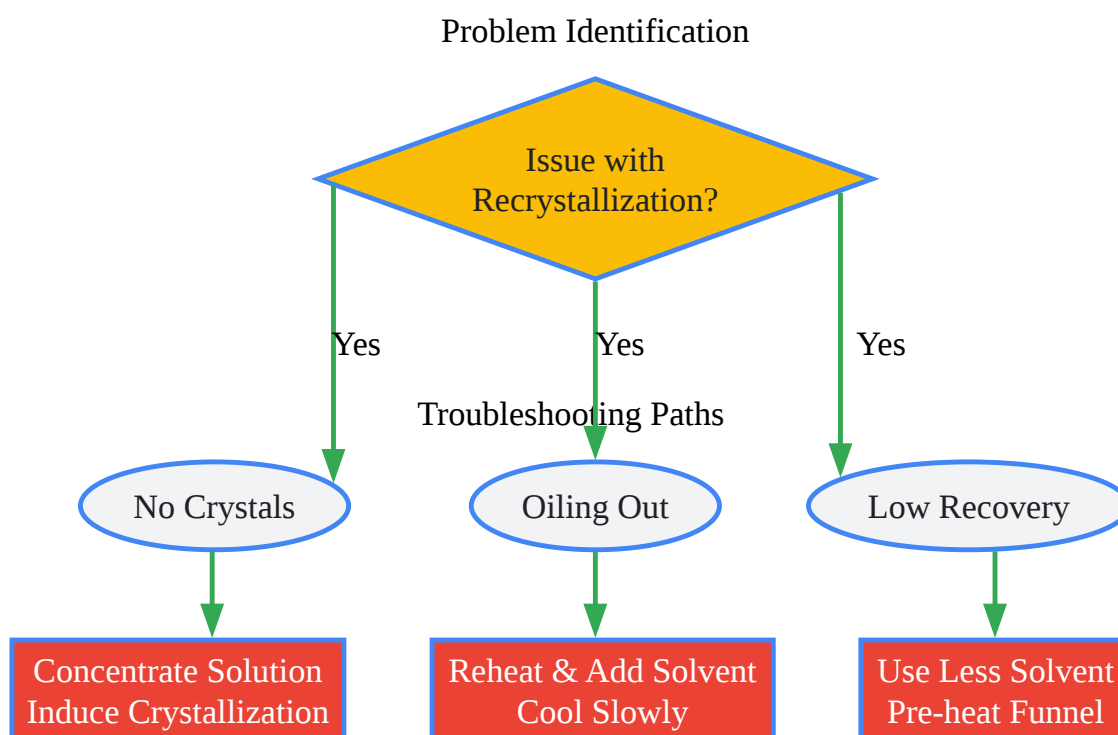 Problem Identification
Issue with
Recrystallization?
Yes
Yes
Yes
Troubleshooting Paths
No Crystals
Oiling Out
Low Recovery
Concentrate Solution
Induce Crystallization
Reheat & Add Solvent
Cool Slowly
Use Less Solvent
Pre-heat Funnel